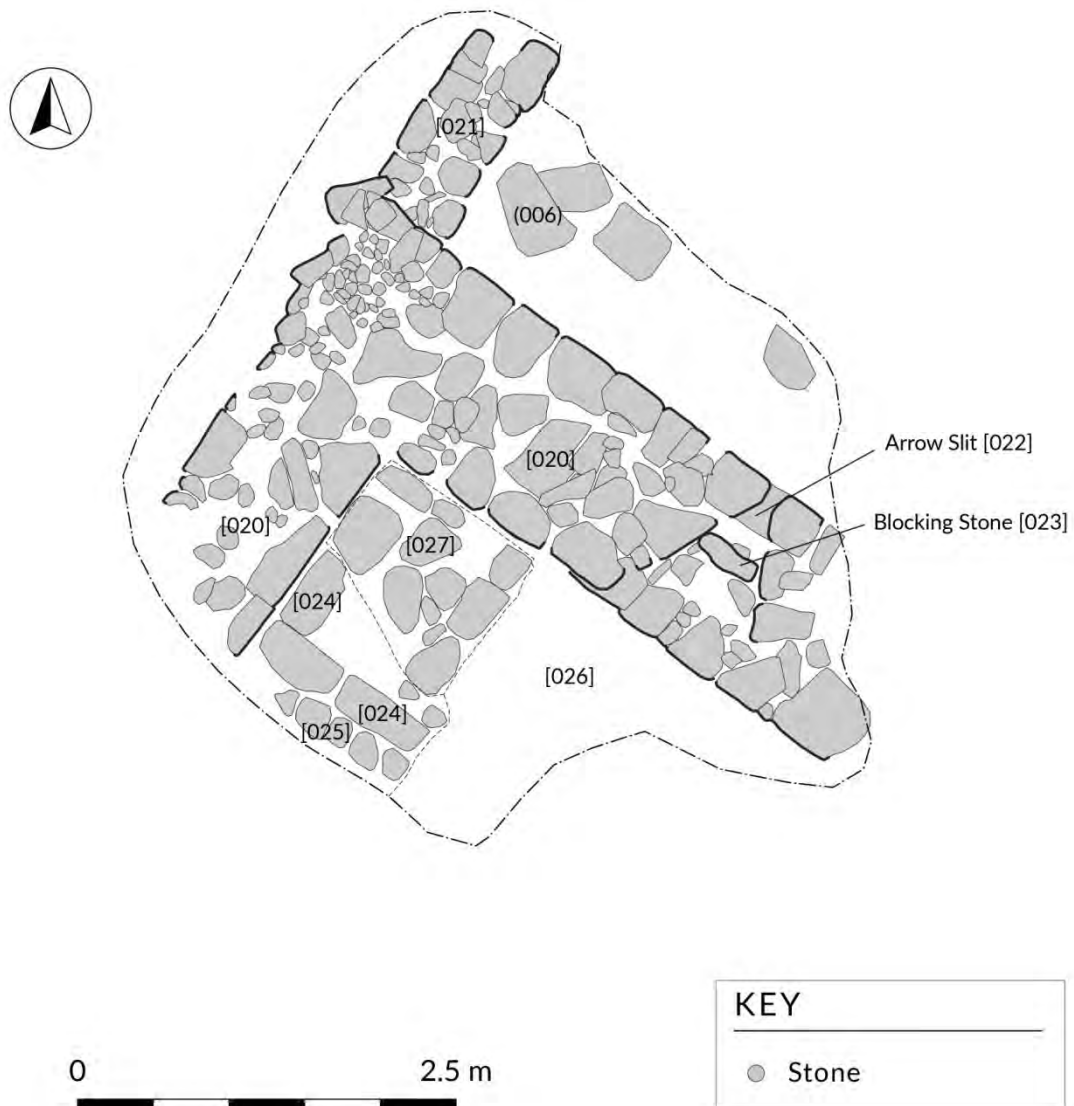 [021]
(006)
Arrow Slit [022]
[020]
Blocking Stone [023]
[020]
[027]
[024]
[026]
[024]
[025]
KEY
0 2.5 m
Stone